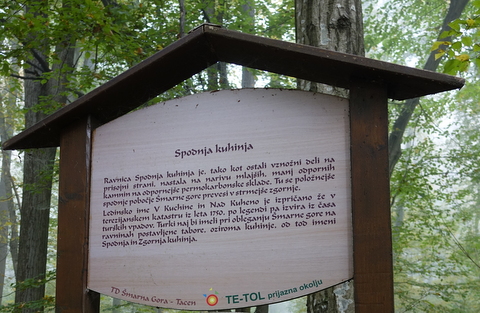 Spodnja kuhinja
Ravnica Spodnja kuhinja je, tako kot ostali vznožni deli na
prisojni strani, nastala na narivu mlajših, manj odpornih
kamnin na odpornejše permokarbonske sklade. Tu se položnejše
spodnje pobočje Šmarne gore prevesi v strmejše zgornje.
Ledinsko ime V Kuchine in Nad Kuheno je izpričano že v
terezijanskem katastru iz leta 1760, po legendi pa izvira iz časa
turških vpadov. Turki naj bi imeli pri obleganju Šmarne gore na
ravninah postavljene tabore, oziroma kuhinje, od tod imeni
Spodnja in Zgornja kuhinja.
TD Šmarna Gora - Tacen TE-TOL prijazna okolju